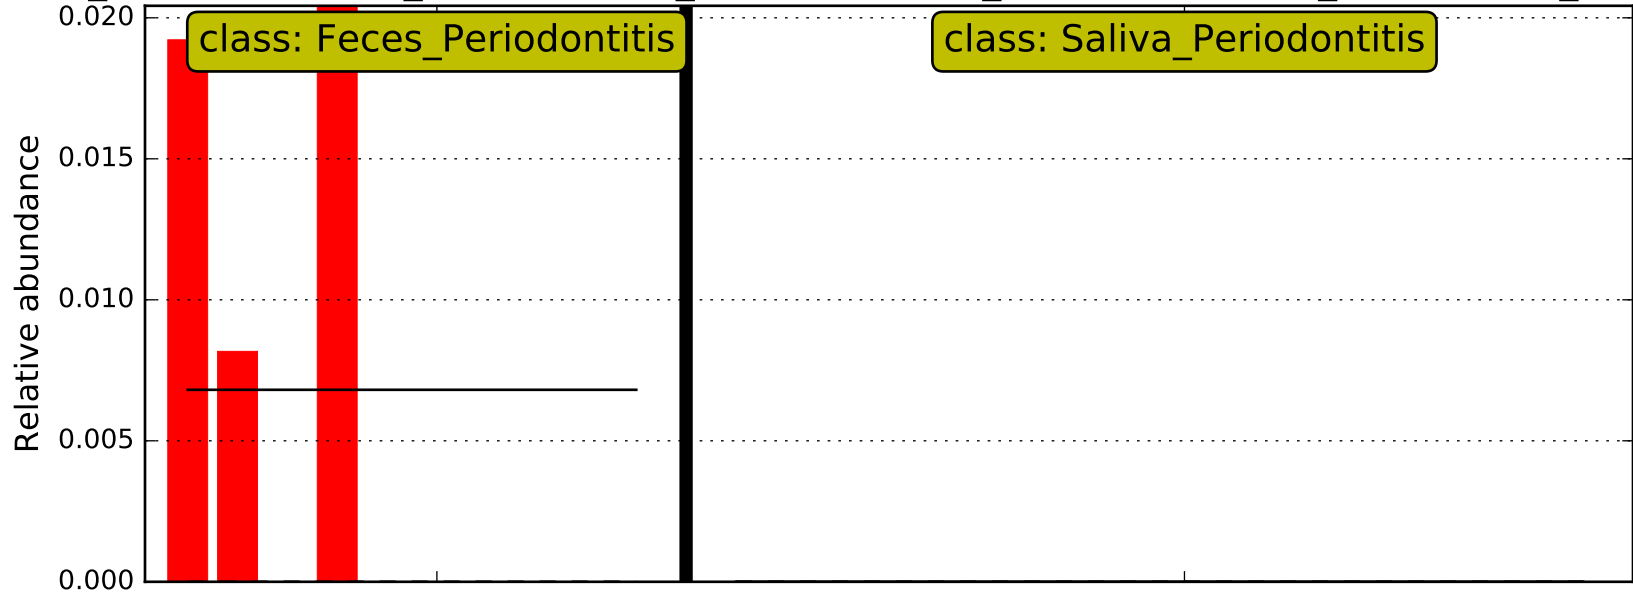 0.020
class: Feces_Periodontitis
class: Saliva_Periodontitis
0.015
0.010
0.005
0.000
Relative abundance